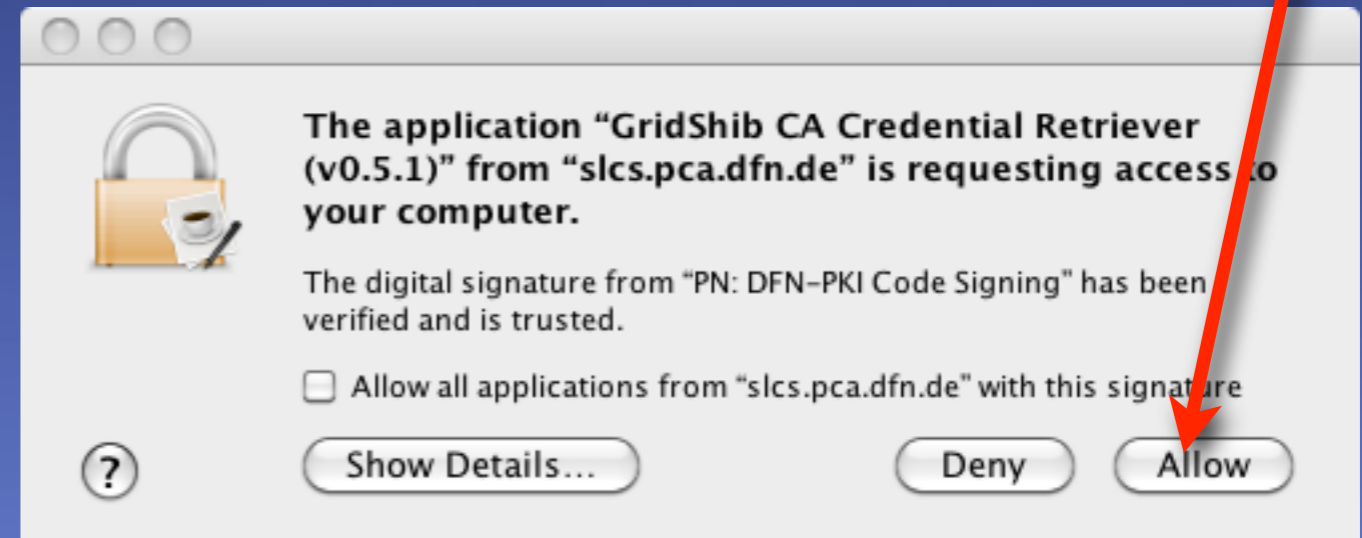 The application “GridShib CA Credential Retriever
(v0.5.1)” from “slcs.pca.dfn.de” is requesting access to
your computer.
The digital signature from “PN: DFN-PKI Code Signing” has been
verified and is trusted.
Allow all applications from “slcs.pca.dfn.de” with this signature
? Show Details... Deny Allow